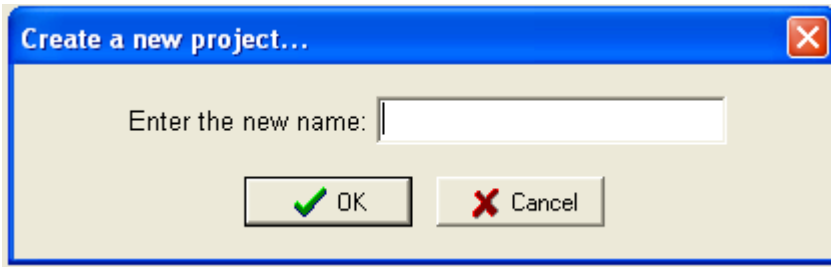 Create a new project...
Enter the new name:
OK Cancel